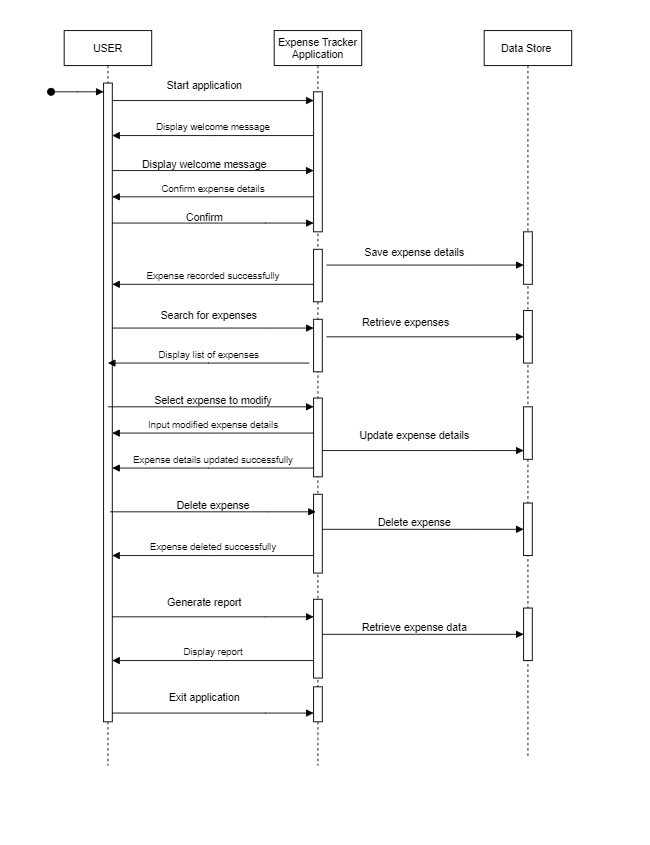 USER
Expense Tracker
Application
Data Store
Start application
Display welcome message
Display welcome message
Confirm expense details
Confirm
Save expense details
Expense recorded successfully
Search for expenses
Retrieve expenses
Display list of expenses
Select expense to modify
Input modified expense details
Update expense details
Expense details updated successfully
Delete expense
Delete expense
Expense deleted successfully
Generate report
Retrieve expense data
Display report
Exit application